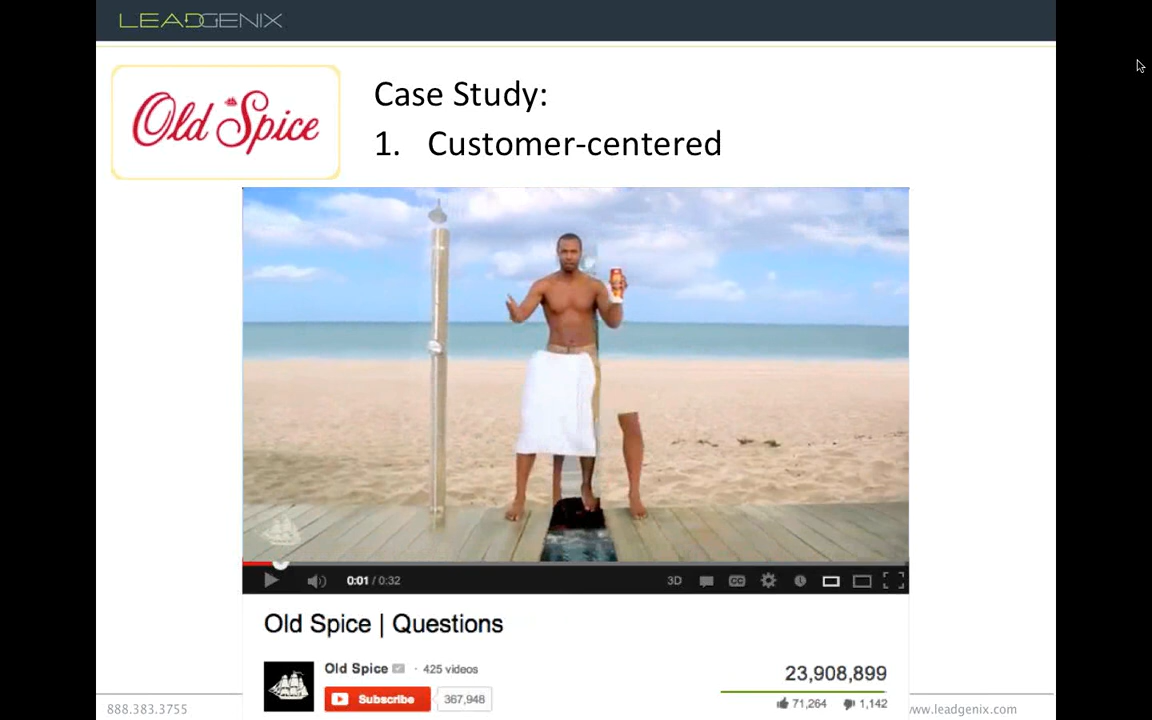 LEADGENIX
Old Spice
Case Study:
1. Customer-centered
0:01 / 0:32
3D
CC
Old Spice | Questions
Old Spice · 425 videos
Subscribe 367,948
23,908,899
71,264 1,142
888.383.3755
www.leadgenix.com